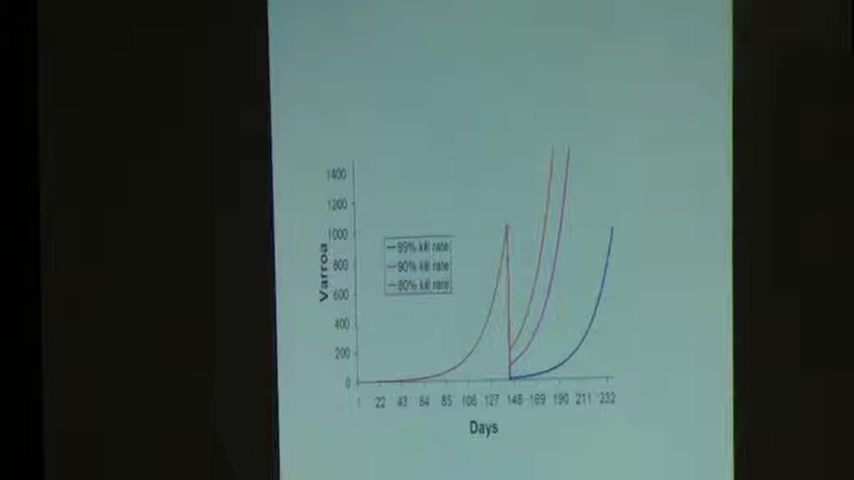 1400
1200
1000
800
600
400
200
0
Varroa
99% kill rate
90% kill rate
80% kill rate
1 22 43 64 85 106 127 148 169 190 211 232
Days